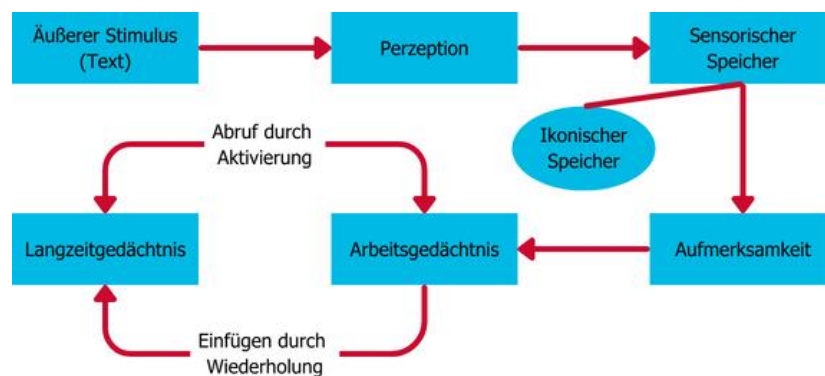 Äußerer Stimulus
(Text)
Perzeption
Sensorischer
Speicher
Ikonischer
Speicher
Abruf durch
Aktivierung
Langzeitgedächtnis
Arbeitsgedächtnis
Aufmerksamkeit
Einfügen durch
Wiederholung